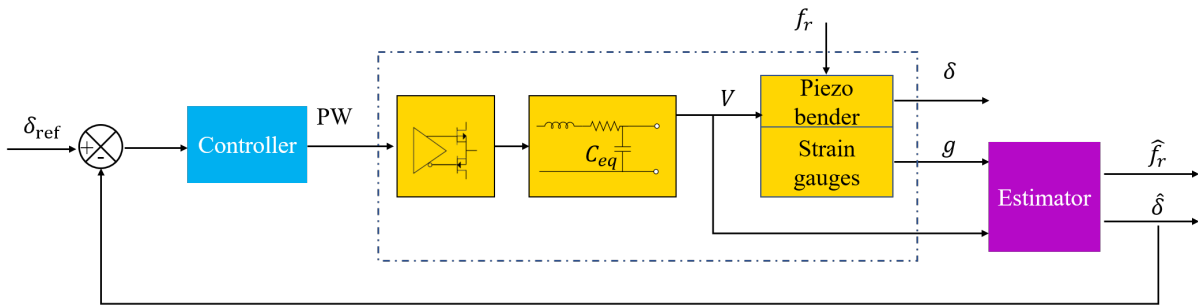 f_r
δ
δ_ref
+
-
Controller
PW
C_eq
V
Piezo
bender
Strain
gauges
g
Estimator
f̂_r
δ̂